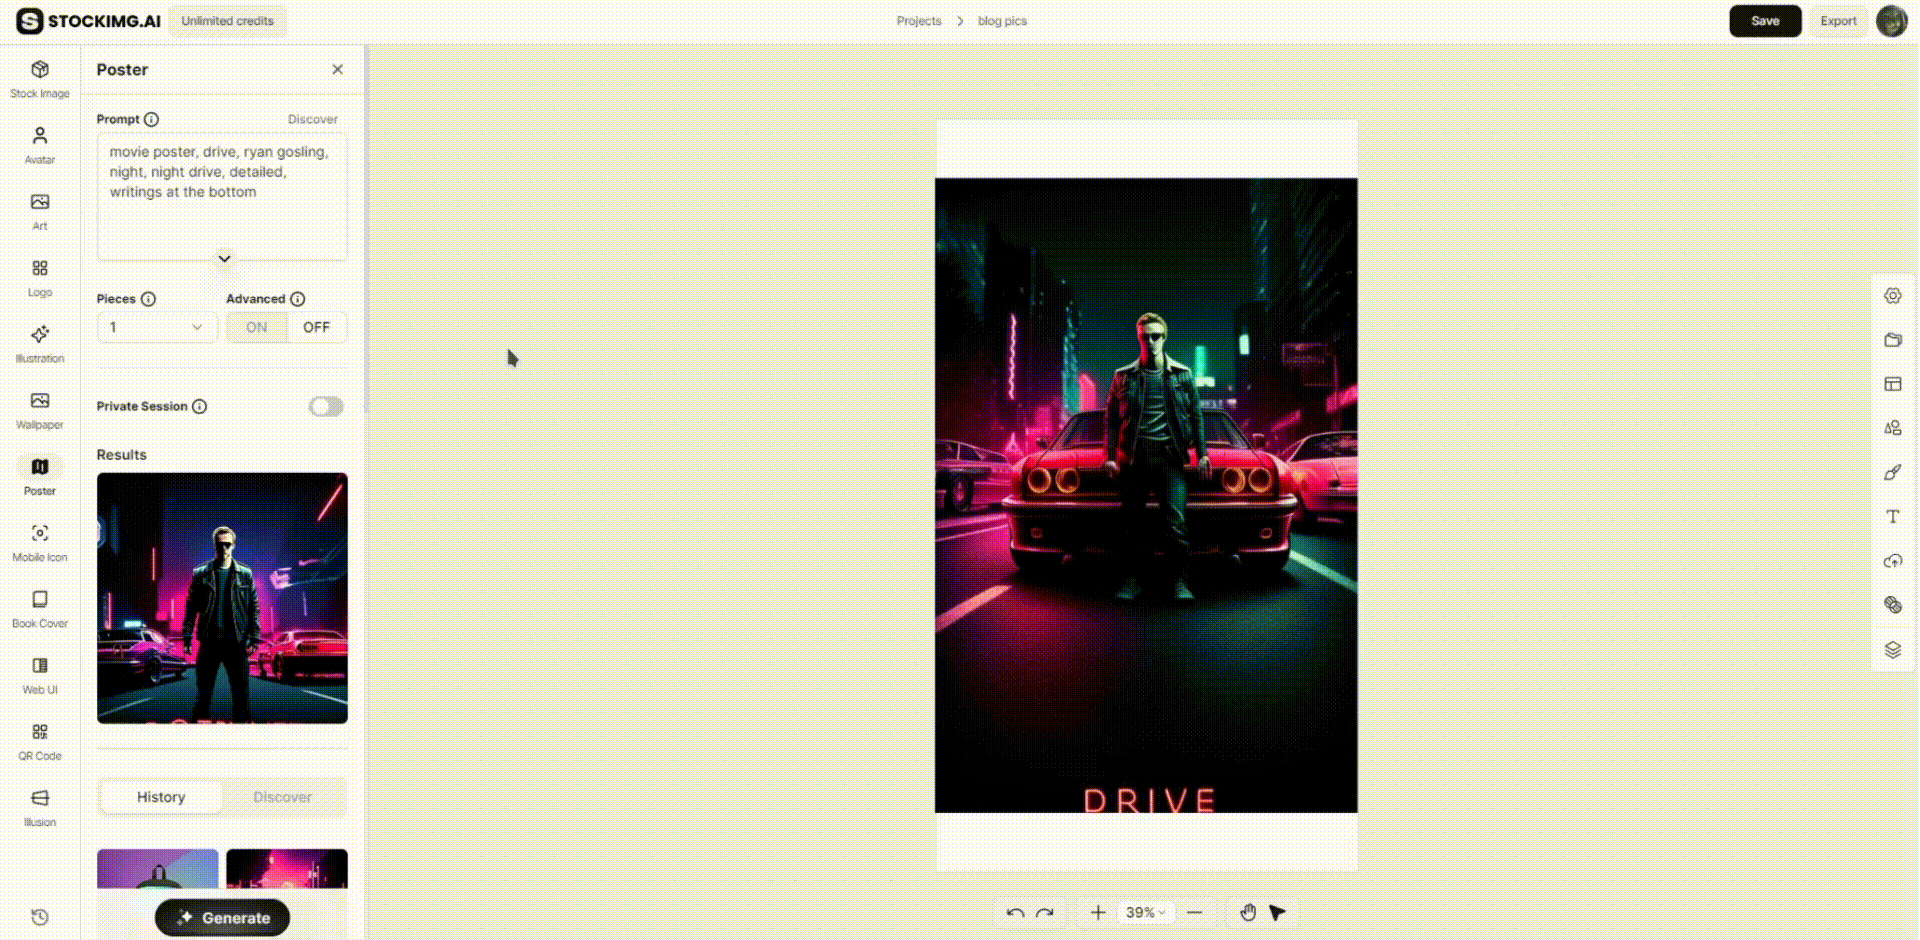 STOCKIMG.AI
Unlimited credits
Projects
blog pics
Save
Export
Stock Image
Avatar
Art
Logo
Illustration
Wallpaper
Poster
Mobile Icon
Book Cover
Web UI
QR Code
Illusion
Poster
Prompt
Discover
movie poster, drive, ryan gosling,
night, night drive, detailed,
writings at the bottom
Pieces
Advanced
1
ON
OFF
Private Session
Results
History
Discover
Generate
DRIVE
39%